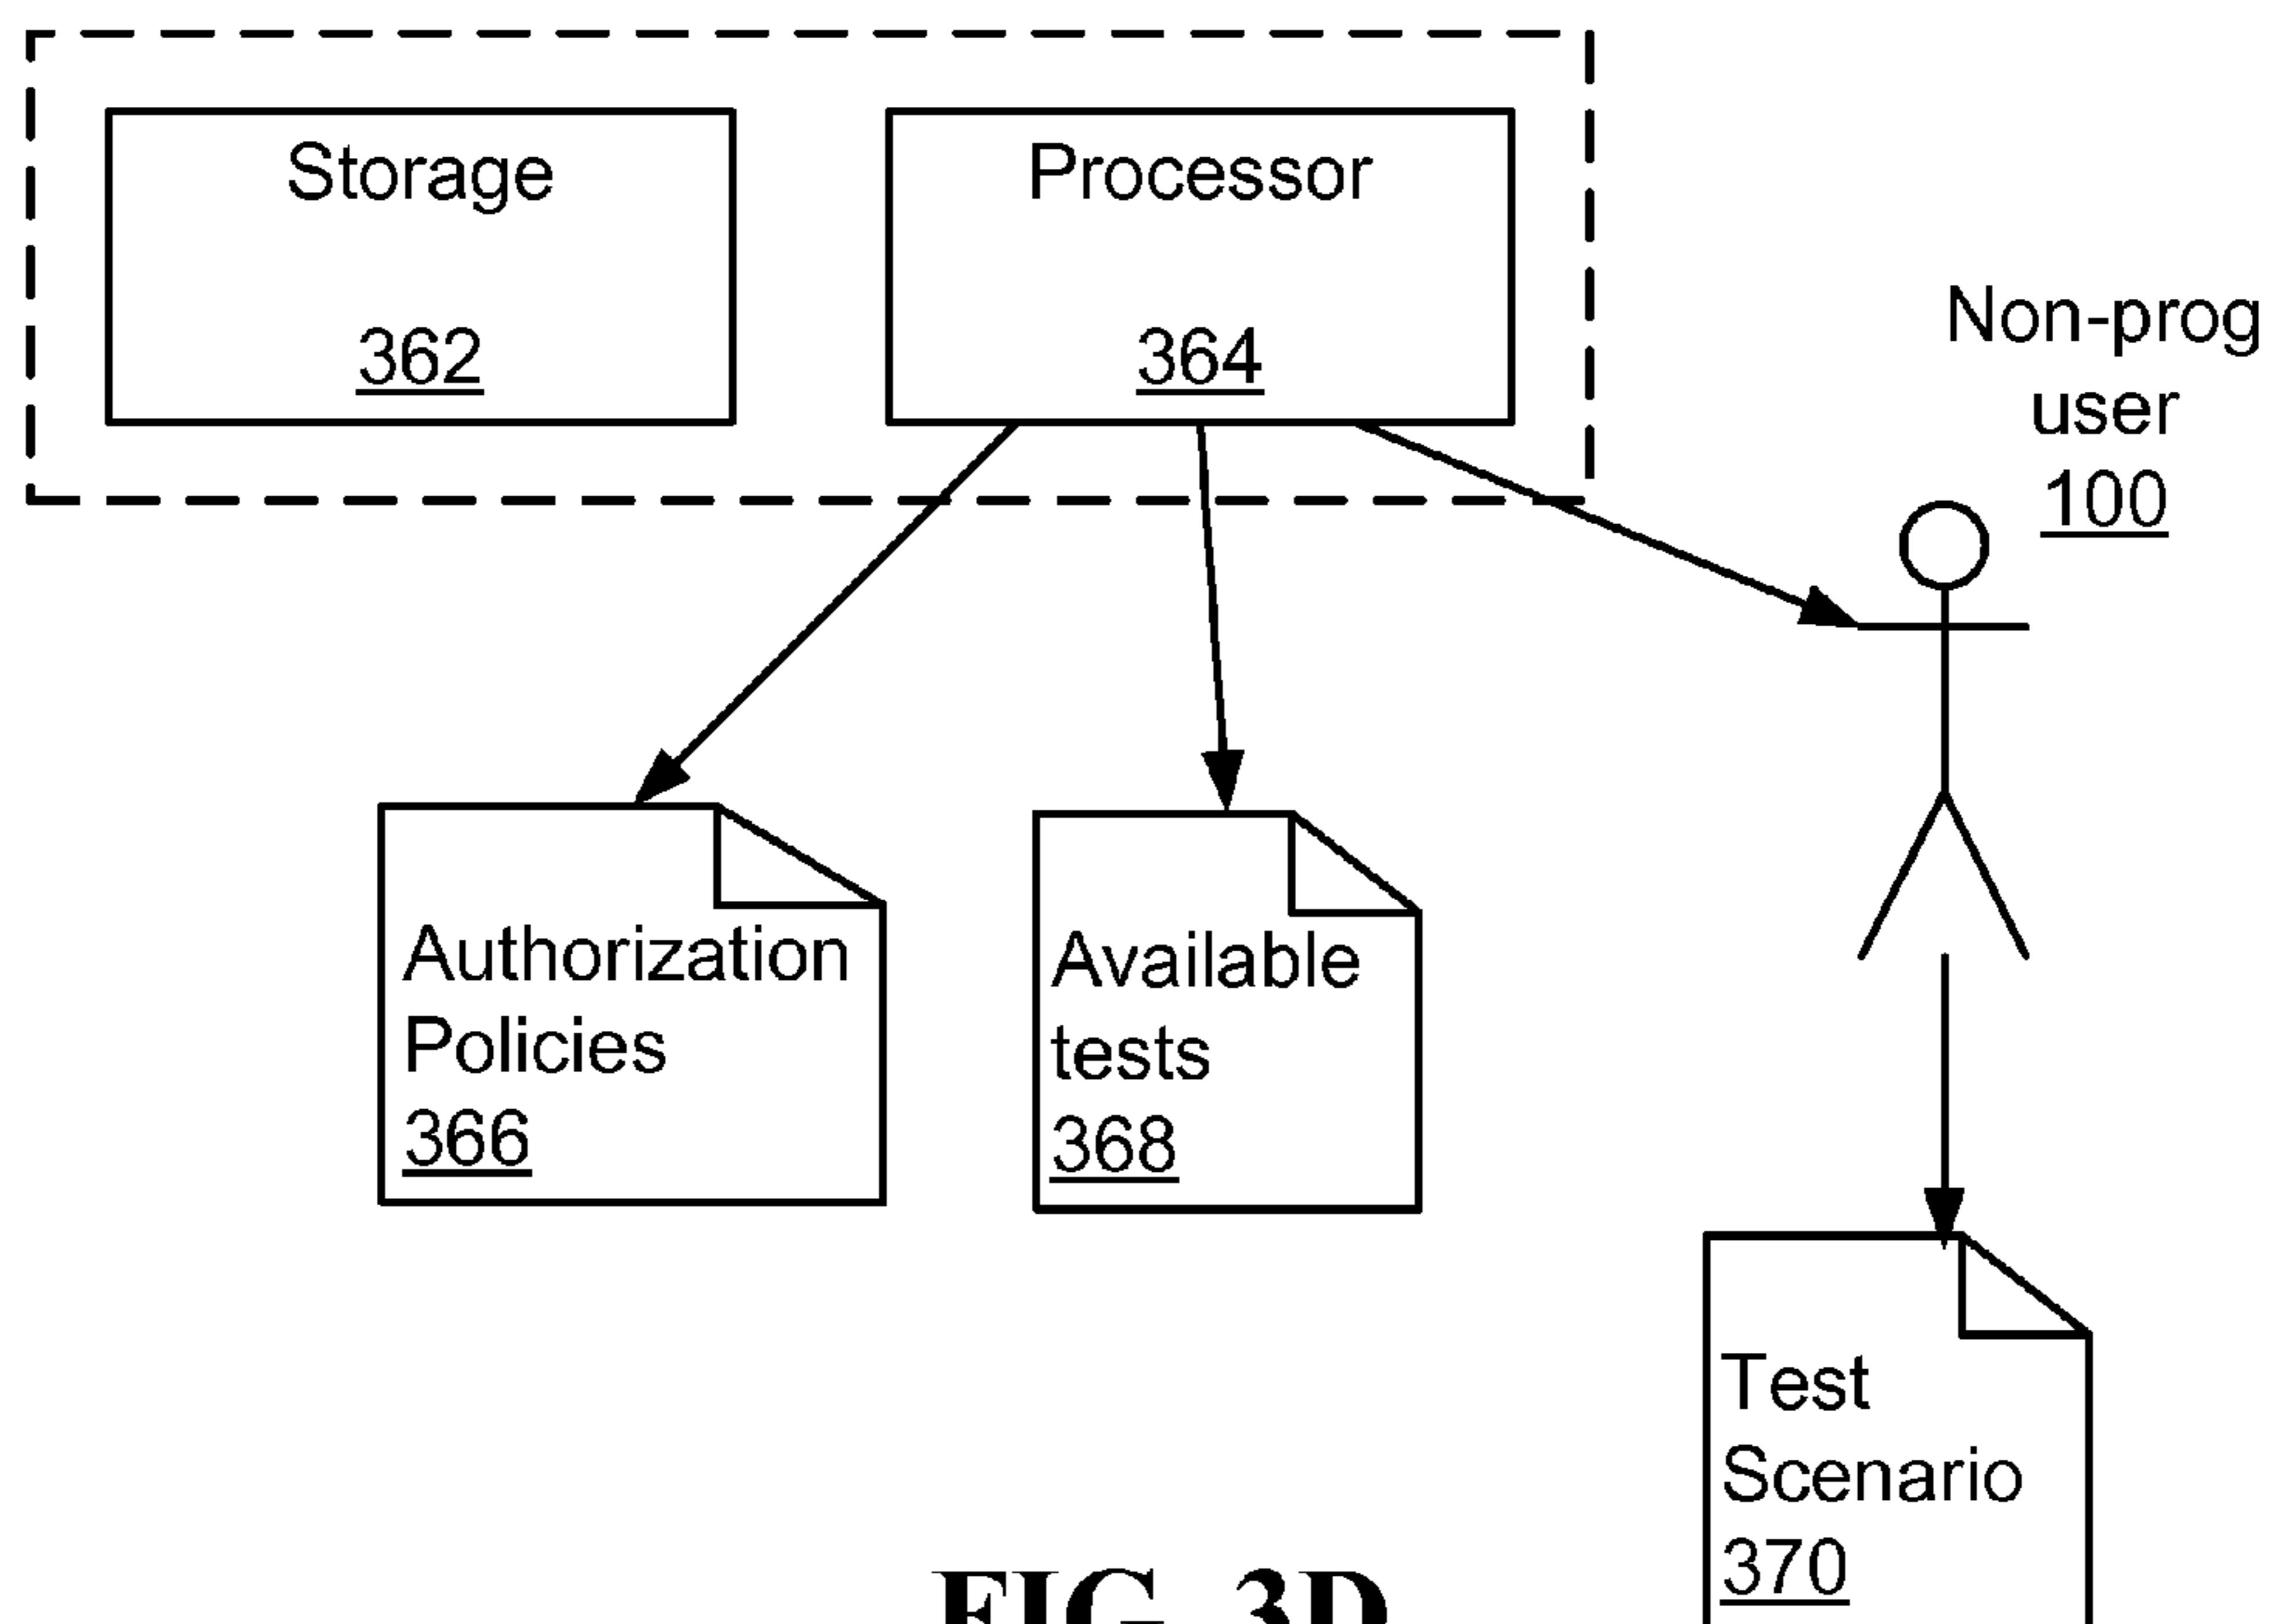 Storage
362
Processor
364
Non-prog
user
100
Authorization
Policies
366
Available
tests
368
Test
Scenario
370
FIG. 3D